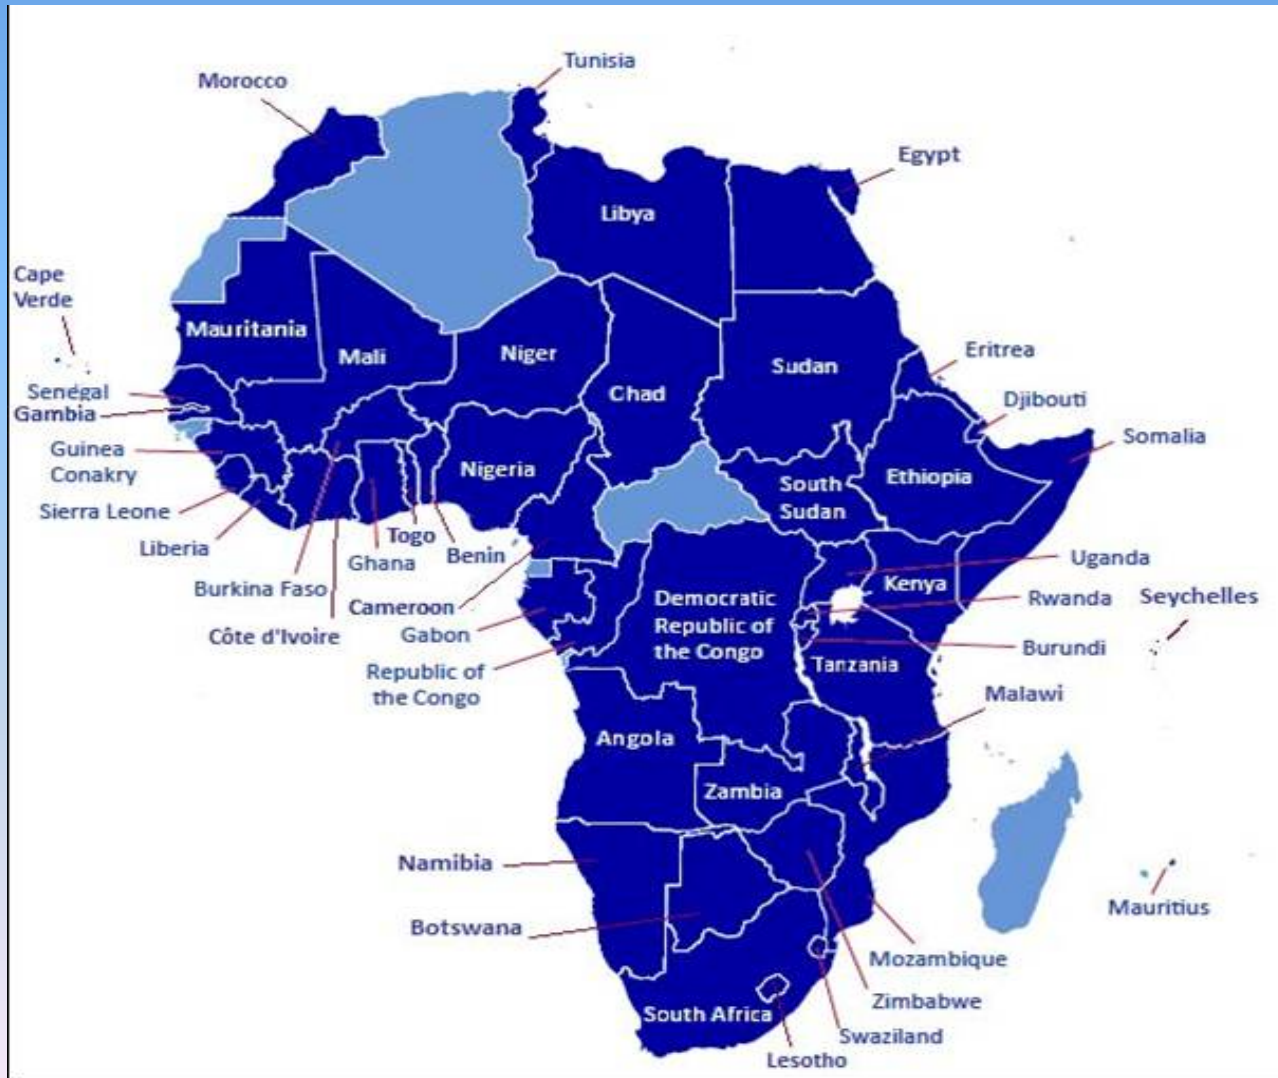 Tunisia
Morocco
Egypt
Libya
Cape
Verde
Mauritania
Mali
Niger
Chad
Sudan
Eritrea
Senégal
Gambia
Djibouti
Somalia
Guinea
Conakry
Nigeria
Ethiopia
South
Sudan
Sierra Leone
Liberia
Togo
Ghana
Benin
Burkina Faso
Uganda
Kenya
Cameroon
Democratic
Republic of
the Congo
Rwanda
Seychelles
Côte d'Ivoire
Gabon
Burundi
Tanzania
Republic of
the Congo
Malawi
Angola
Zambia
Namibia
Botswana
Mauritius
Mozambique
Zimbabwe
South Africa
Swaziland
Lesotho